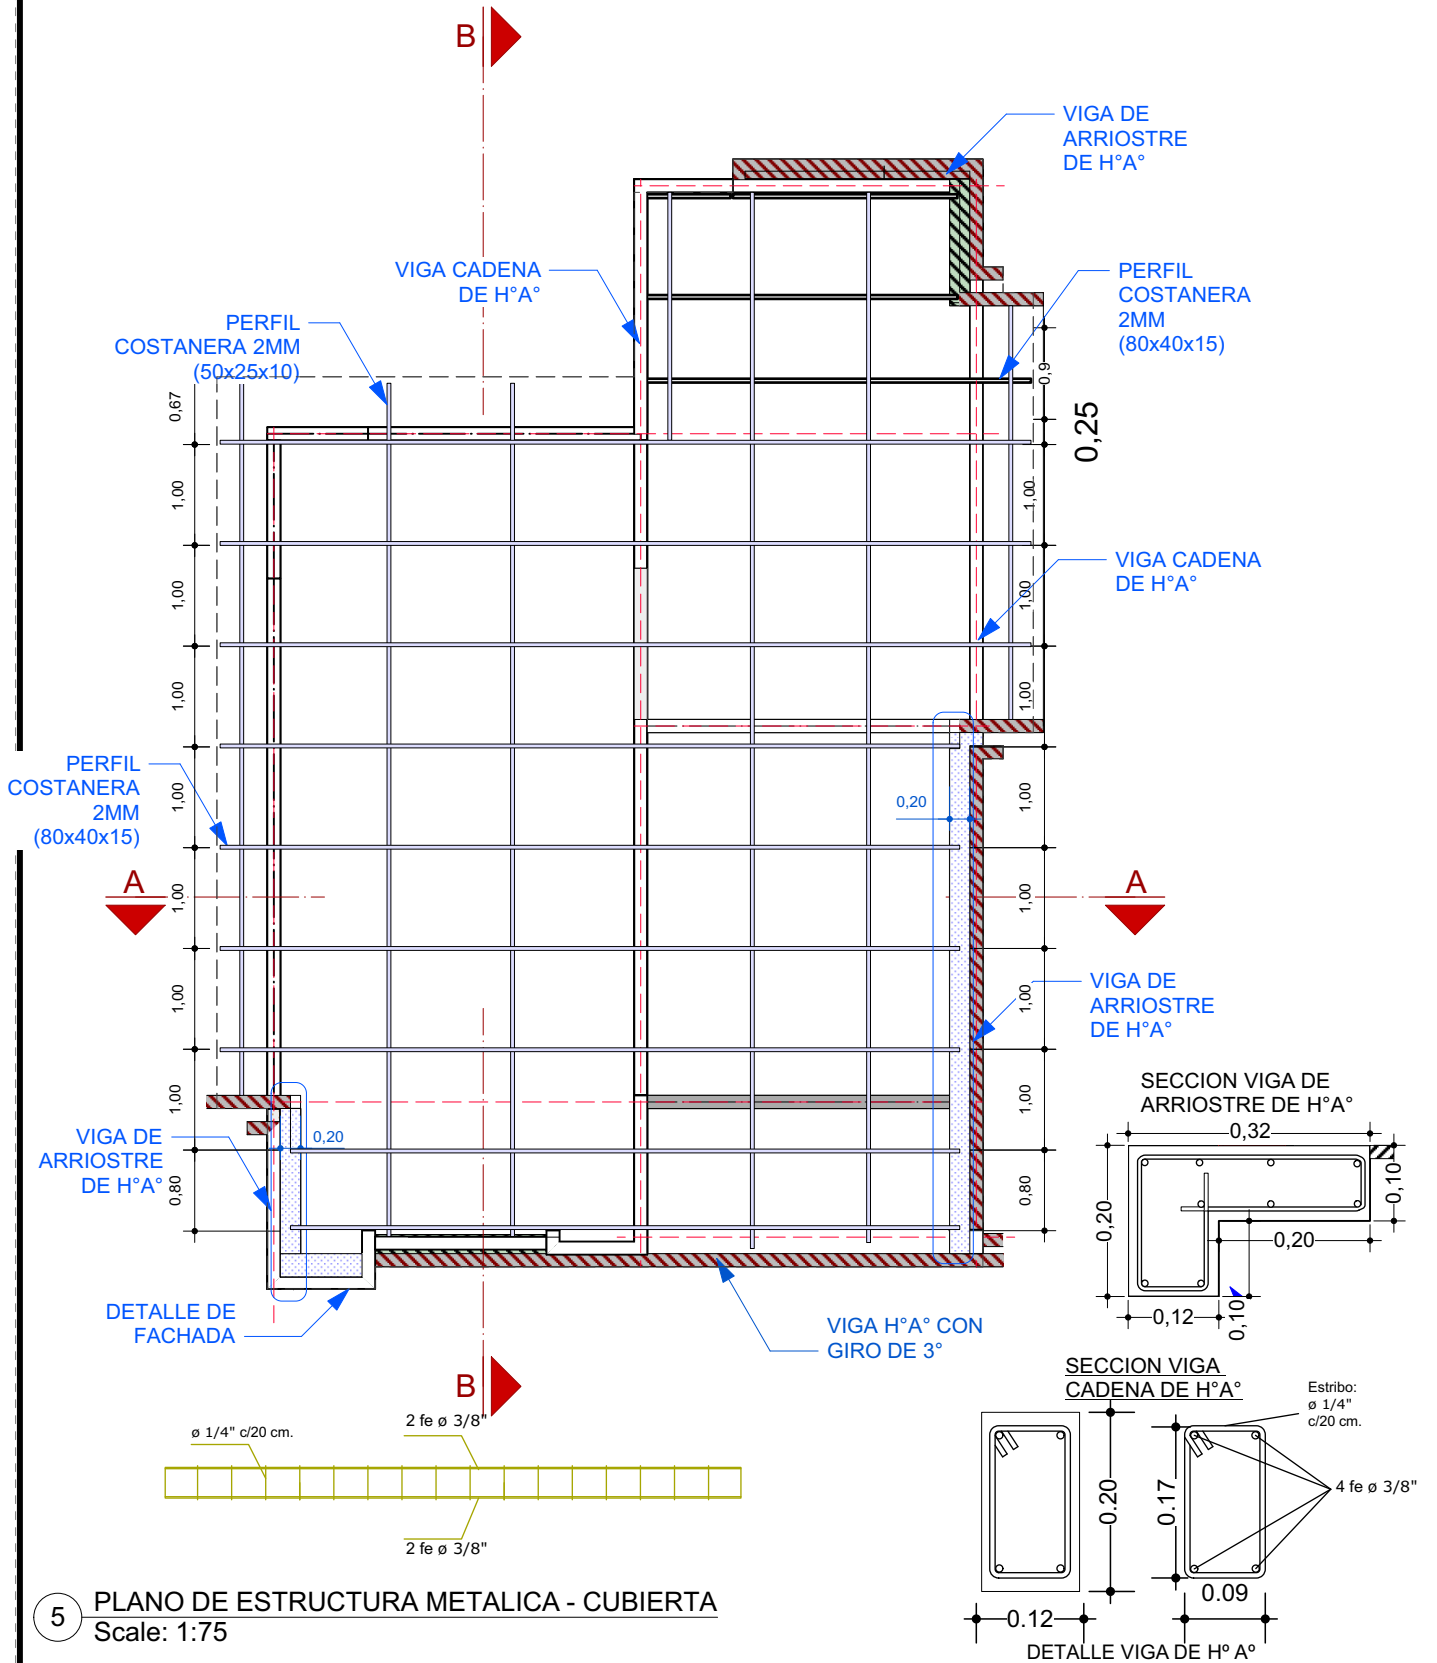 B
VIGA DE
ARRIOSTRE
DE H°A°
VIGA CADENA
DE H°A°
PERFIL
COSTANERA
2MM
(80x40x15)
PERFIL
COSTANERA 2MM
(50x25x10)
0,67
0,9
0,25
1,00
1,00
VIGA CADENA
DE H°A°
1,00
1,00
1,00
1,00
PERFIL
COSTANERA
2MM
(80x40x15)
1,00
0,20
1,00
A
1,00
1,00
A
1,00
1,00
VIGA DE
ARRIOSTRE
DE H°A°
1,00
1,00
SECCION VIGA DE
ARRIOSTRE DE H°A°
0,32
0,20
0,10
0,20
0,12
0,10
VIGA DE
ARRIOSTRE
DE H°A°
0,20
0,80
0,80
DETALLE DE
FACHADA
VIGA H°A° CON
GIRO DE 3°
B
SECCION VIGA
CADENA DE H°A°
Estribo:
ø 1/4"
c/20 cm.
ø 1/4" c/20 cm.
2 fe ø 3/8"
2 fe ø 3/8"
0.20
0.17
4 fe ø 3/8"
0.12
0.09
DETALLE VIGA DE Hº Aº
5
PLANO DE ESTRUCTURA METALICA - CUBIERTA
Scale: 1:75